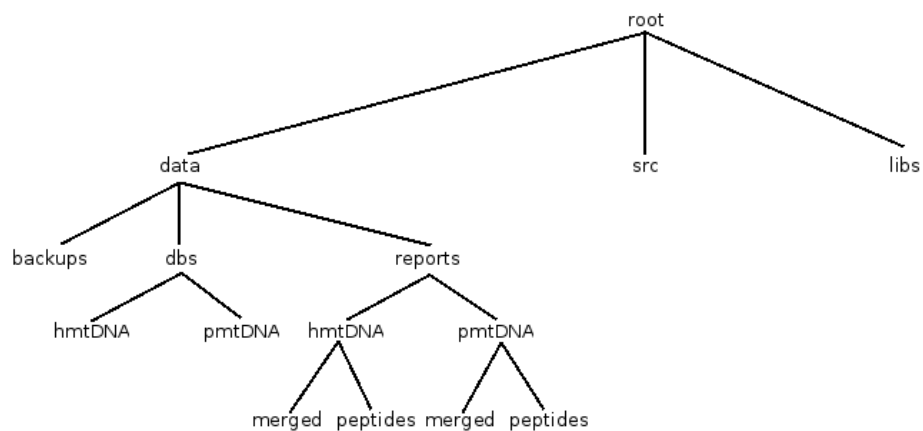 root
data src libs
backups dbs reports
hmtDNA pmtDNA hmtDNA pmtDNA
merged peptides merged peptides